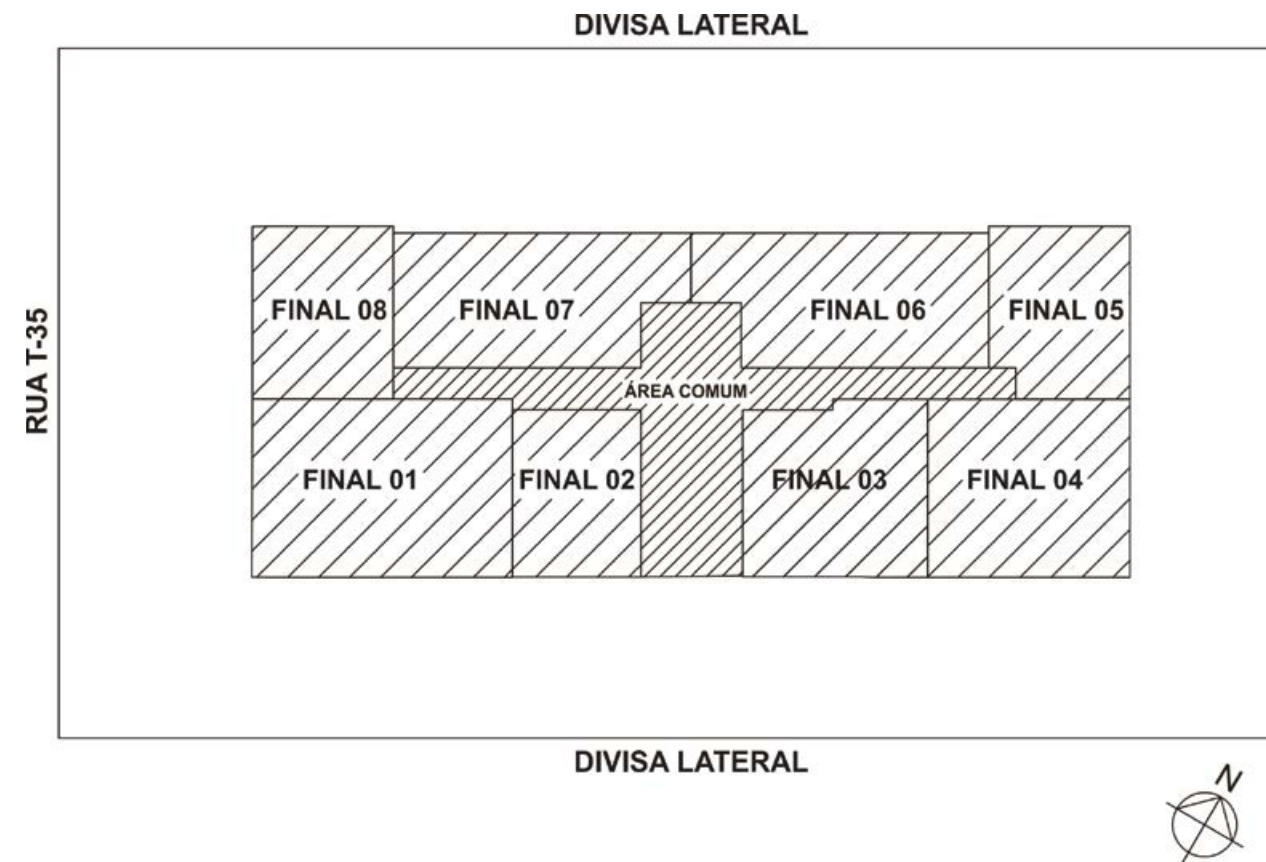 DIVISA LATERAL
RUA T-35
FINAL 08
FINAL 07
FINAL 06
FINAL 05
ÁREA COMUM
FINAL 01
FINAL 02
FINAL 03
FINAL 04
DIVISA LATERAL
N